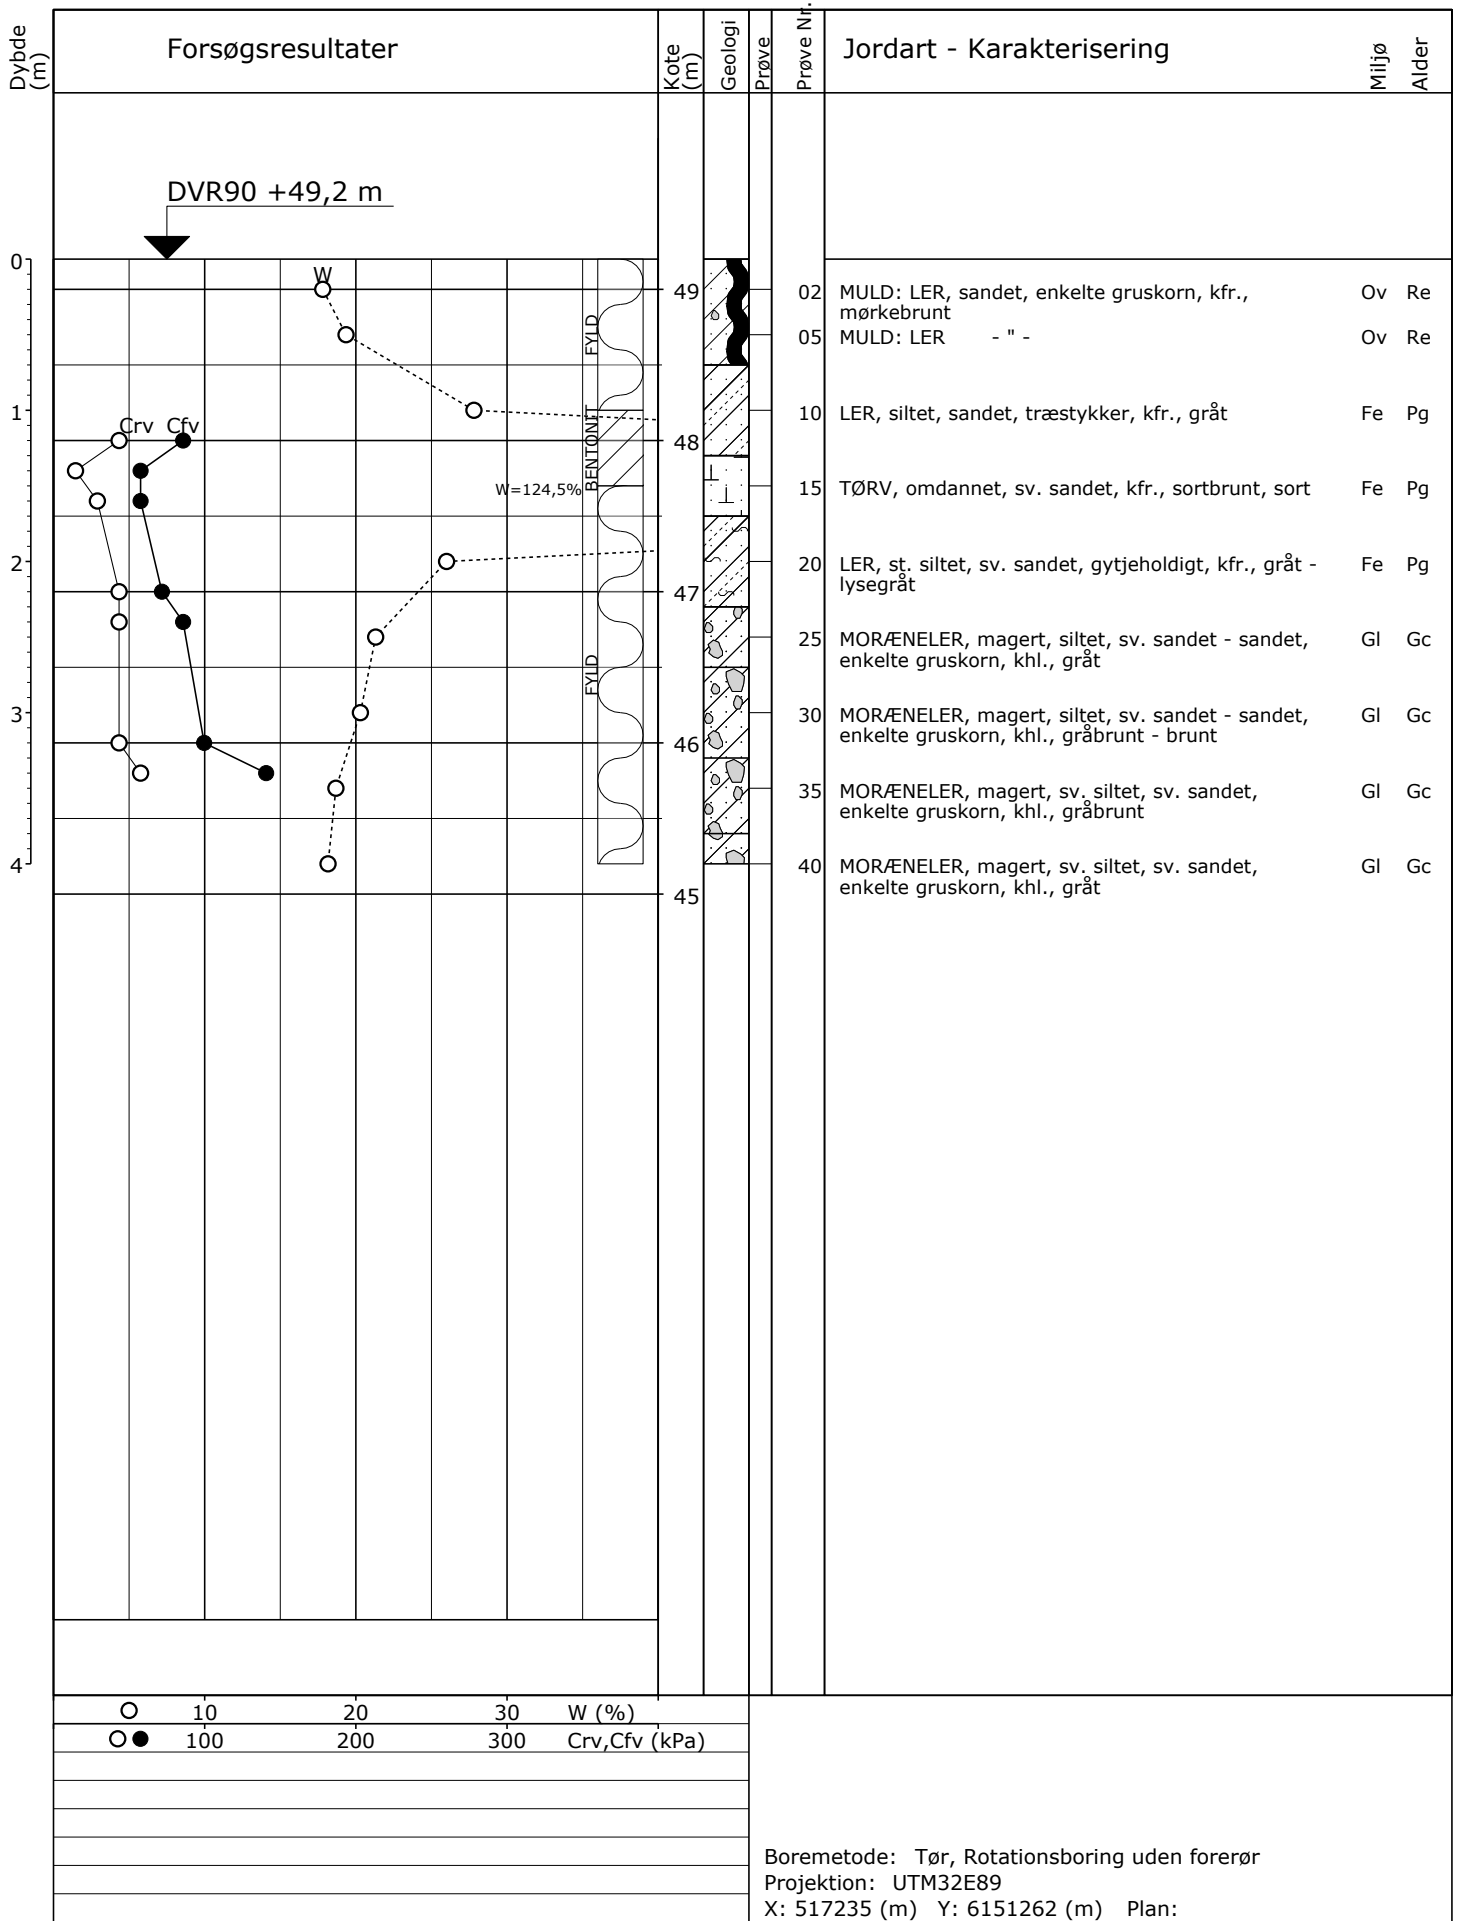 Dybde (m)
Forsøgsresultater
Kote (m)
Geologi
Prøve
Prøve Nr.
Jordart - Karakterisering
Miljø
Alder
DVR90 +49,2 m
0
W
49
02 MULD: LER, sandet, enkelte gruskorn, kfr., Ov Re
mørkebrunt
FYLD
05 MULD: LER - " - Ov Re
1
10 LER, siltet, sandet, træstykker, kfr., gråt Fe Pg
Crv Cfv
BENTONIT
48
W=124,5%
15 TØRV, omdannet, sv. sandet, kfr., sortbrunt, sort Fe Pg
2
20 LER, st. siltet, sv. sandet, gytjeholdigt, kfr., gråt - Fe Pg
lysegråt
47
25 MORÆNELER, magert, siltet, sv. sandet - sandet, Gl Gc
enkelte gruskorn, khl., gråt
FYLD
3
30 MORÆNELER, magert, siltet, sv. sandet - sandet, Gl Gc
enkelte gruskorn, khl., gråbrunt - brunt
46
35 MORÆNELER, magert, sv. siltet, sv. sandet, Gl Gc
enkelte gruskorn, khl., gråbrunt
4
40 MORÆNELER, magert, sv. siltet, sv. sandet, Gl Gc
enkelte gruskorn, khl., gråt
45
10 20 30 W (%)
100 200 300 Crv,Cfv (kPa)
Boremetode: Tør, Rotationsboring uden forerør
Projektion: UTM32E89
X: 517235 (m) Y: 6151262 (m) Plan: